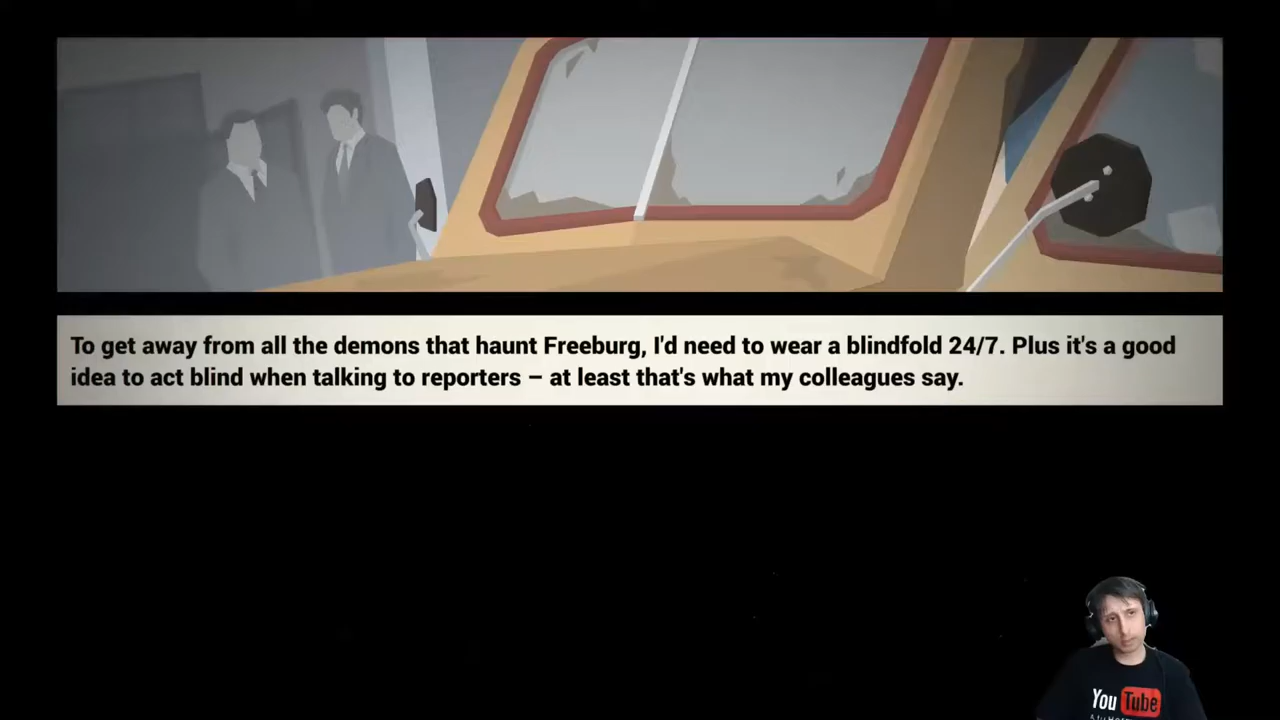 To get away from all the demons that haunt Freeburg, I'd need to wear a blindfold 24/7. Plus it's a good
idea to act blind when talking to reporters – at least that's what my colleagues say.
You Tube